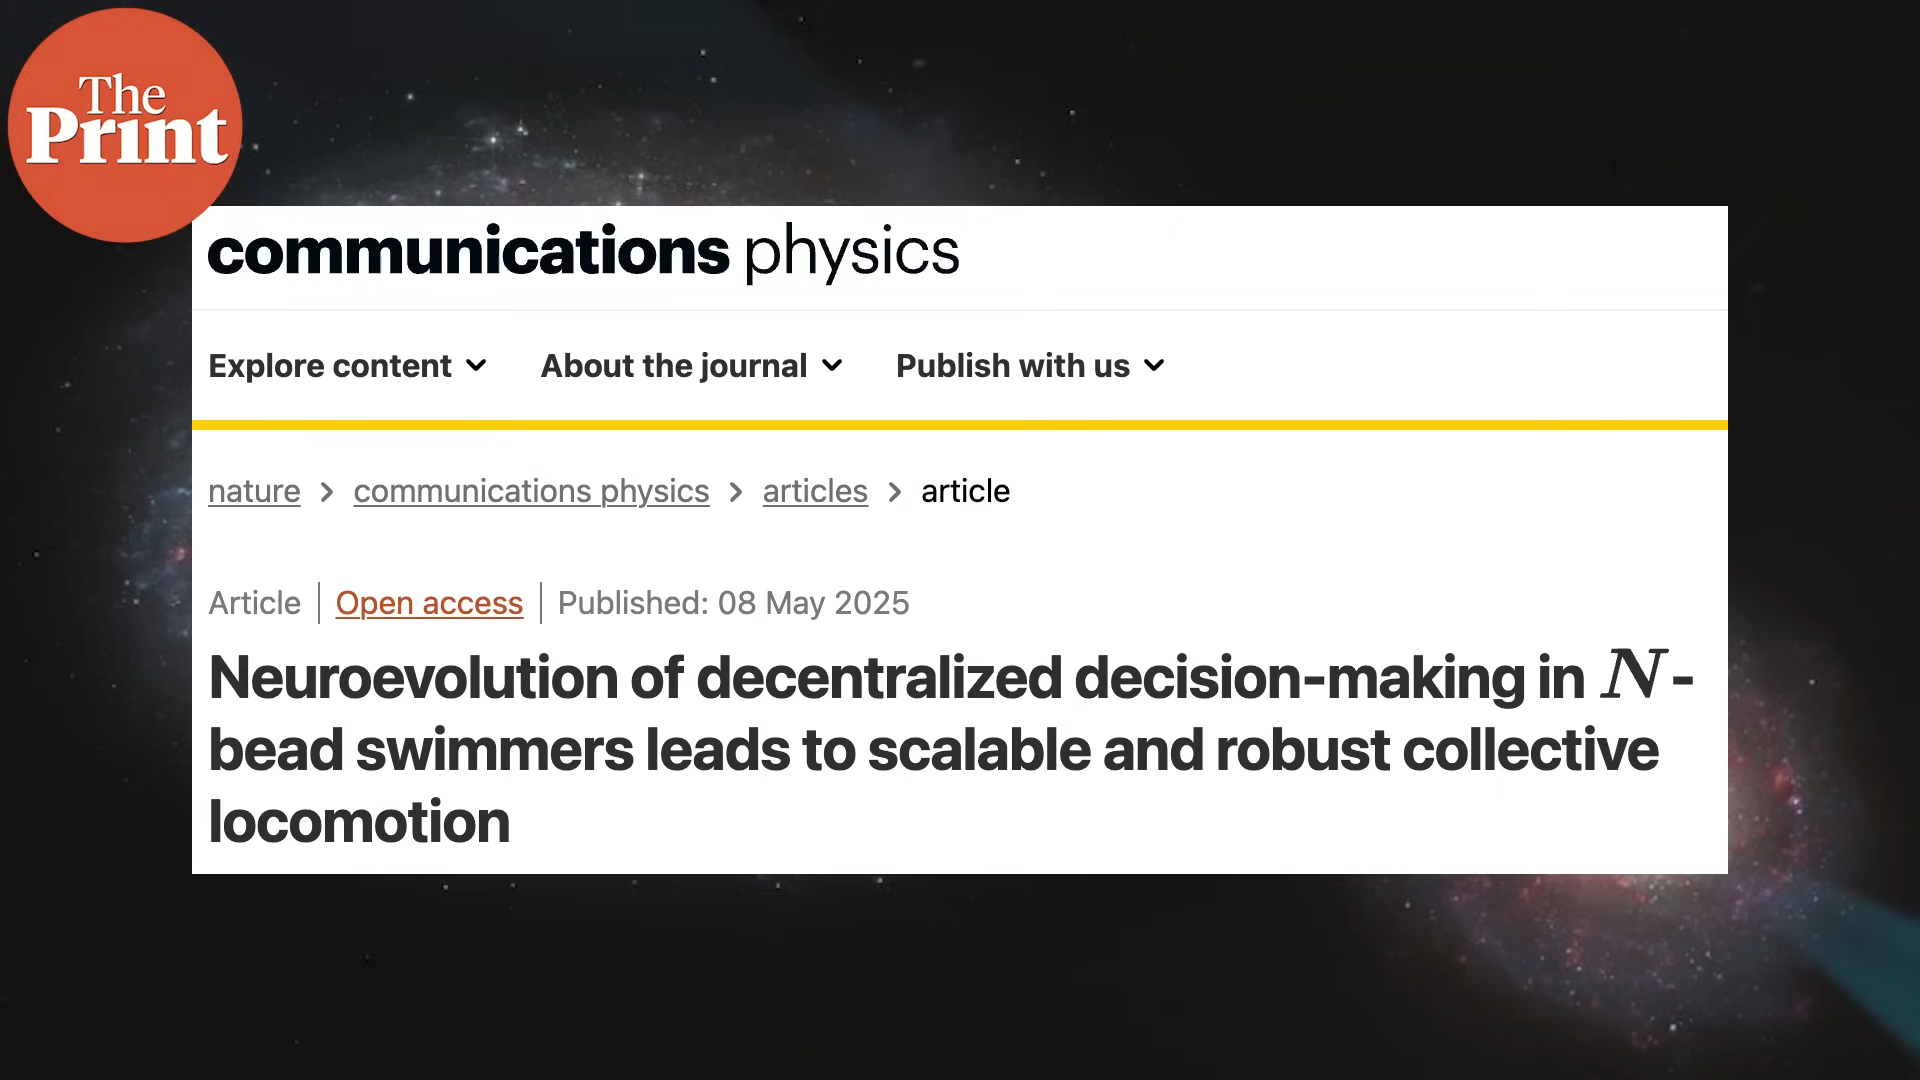 The
Print
communications physics
Explore content About the journal Publish with us
nature > communications physics > articles > article
Article | Open access | Published: 08 May 2025
Neuroevolution of decentralized decision-making in N-
bead swimmers leads to scalable and robust collective
locomotion